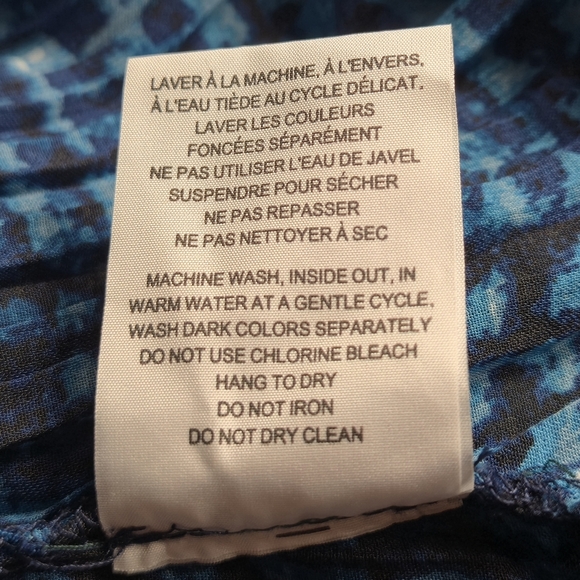 LAVER À LA MACHINE, À L'ENVERS,
À L'EAU TIÈDE AU CYCLE DÉLICAT.
LAVER LES COULEURS
FONCÉES SÉPARÉMENT
NE PAS UTILISER L'EAU DE JAVEL
SUSPENDRE POUR SÉCHER
NE PAS REPASSER
NE PAS NETTOYER À SEC
MACHINE WASH, INSIDE OUT, IN
WARM WATER AT A GENTLE CYCLE,
WASH DARK COLORS SEPARATELY
DO NOT USE CHLORINE BLEACH
HANG TO DRY
DO NOT IRON
DO NOT DRY CLEAN